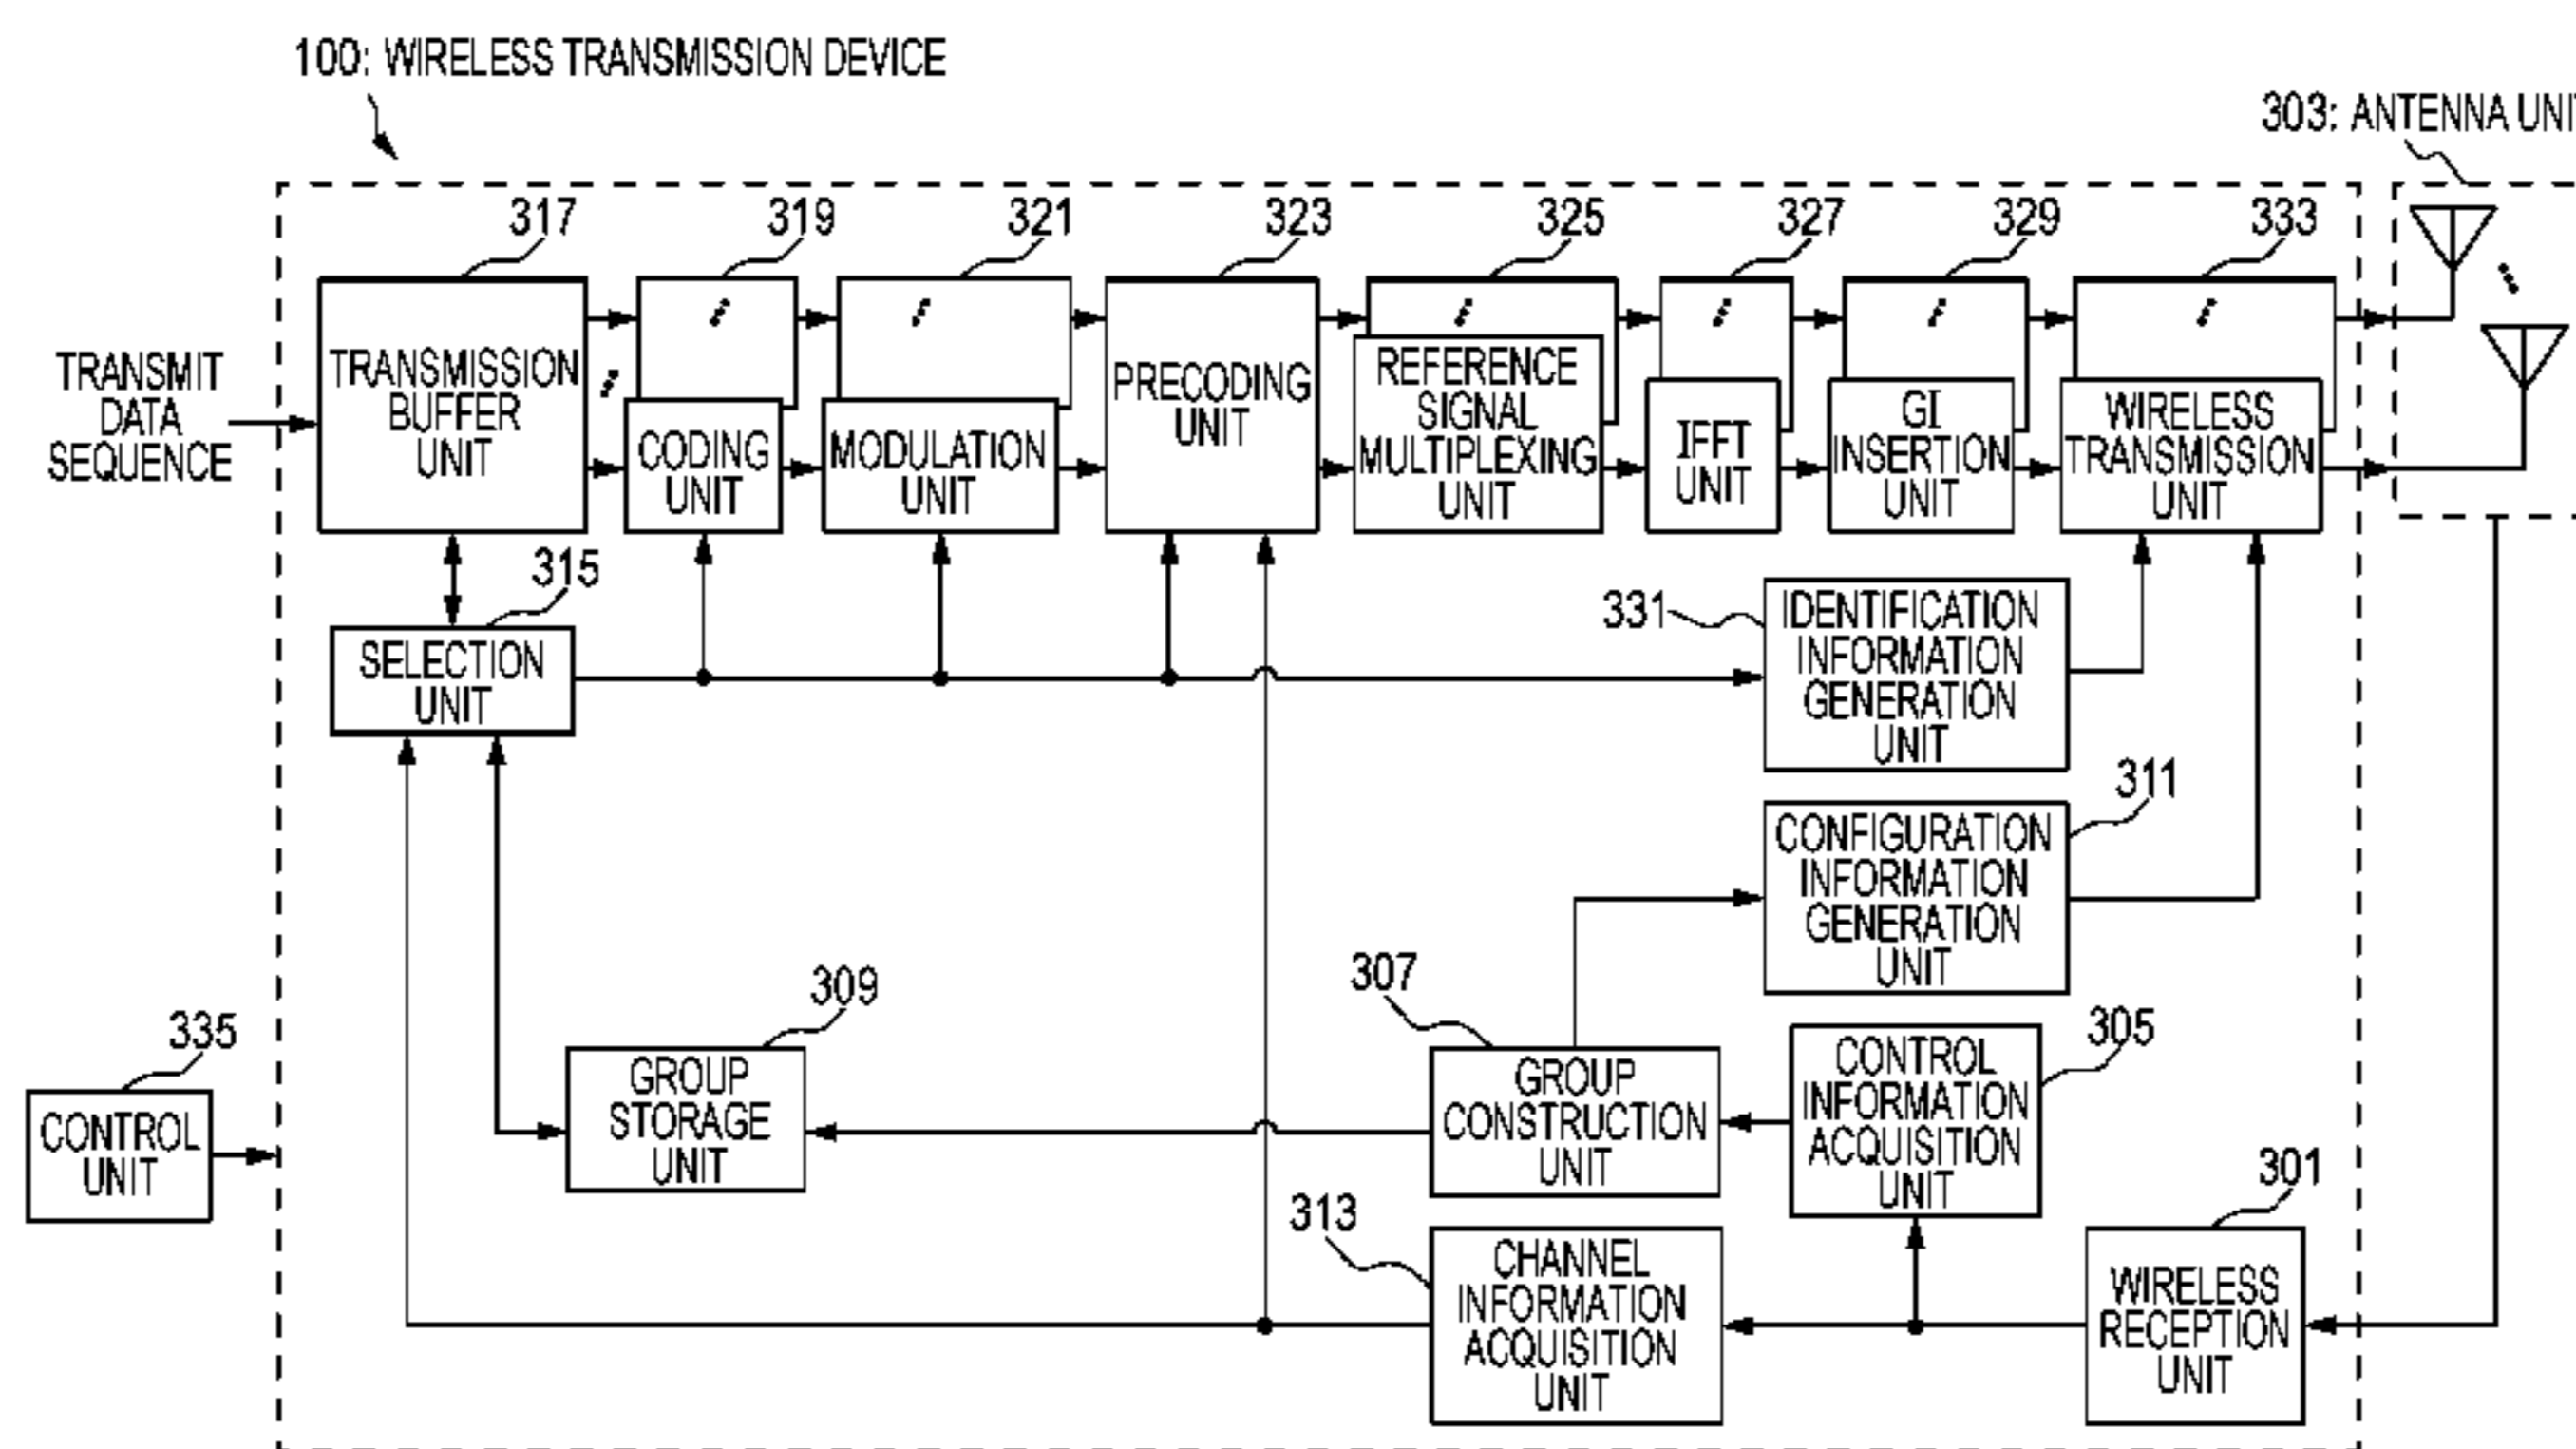 100: WIRELESS TRANSMISSION DEVICE
303: ANTENNA UNIT
317
319
321
323
325
327
329
333
TRANSMIT
DATA
SEQUENCE
TRANSMISSION
BUFFER
UNIT
CODING
UNIT
MODULATION
UNIT
PRECODING
UNIT
REFERENCE
SIGNAL
MULTIPLEXING
UNIT
IFFT
UNIT
GI
INSERTION
UNIT
WIRELESS
TRANSMISSION
UNIT
315
SELECTION
UNIT
331
IDENTIFICATION
INFORMATION
GENERATION
UNIT
311
CONFIGURATION
INFORMATION
GENERATION
UNIT
335
CONTROL
UNIT
309
GROUP
STORAGE
UNIT
307
GROUP
CONSTRUCTION
UNIT
305
CONTROL
INFORMATION
ACQUISITION
UNIT
313
CHANNEL
INFORMATION
ACQUISITION
UNIT
301
WIRELESS
RECEPTION
UNIT